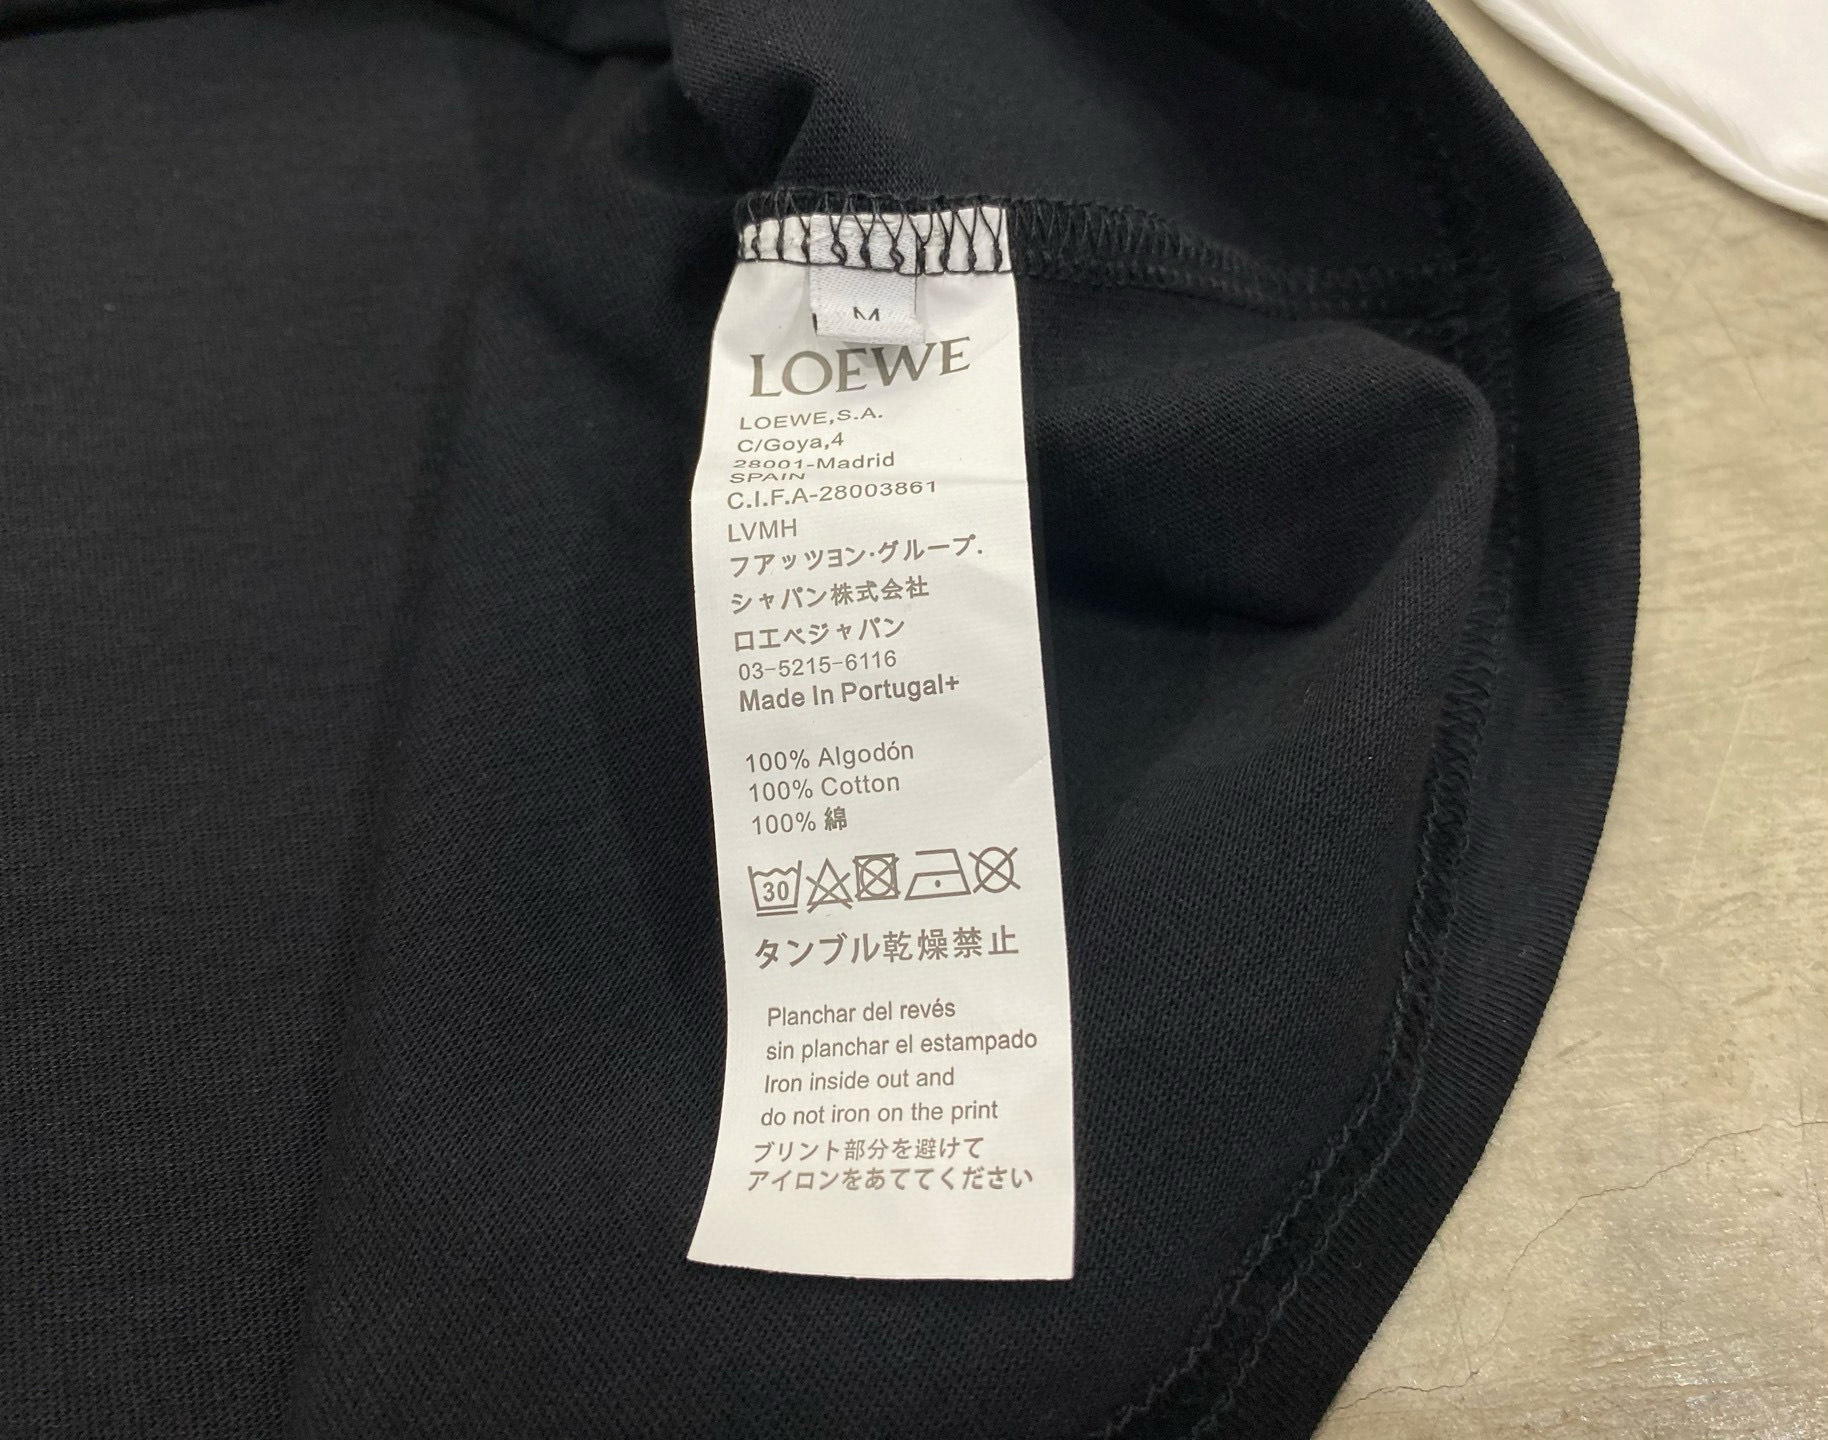 M
LOEWE
LOEWE,S.A.
C/Goya,4
28001-Madrid
SPAIN
C.I.F.A-28003861
LVMH
フアッツヨン·グループ.
シャパン株式会社
口エベジャパン
03-5215-6116
Made In Portugal+
100% Algodón
100% Cotton
100% 綿
30
タンブル乾燥禁止
Planchar del revés
sin planchar el estampado
Iron inside out and
do not iron on the print
ブリント部分を避けて
アイロンをあててください